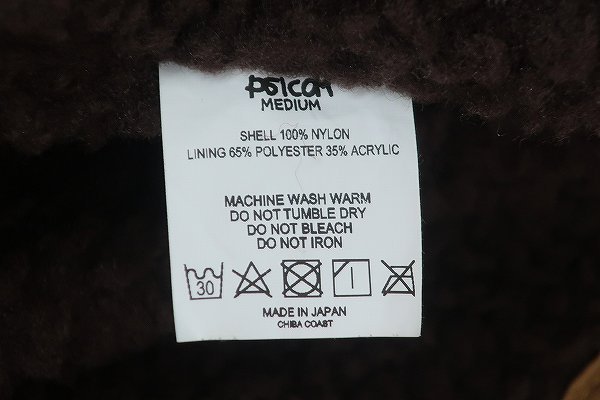 MEDIUM
SHELL 100% NYLON
LINING 65% POLYESTER 35% ACRYLIC
MACHINE WASH WARM
DO NOT TUMBLE DRY
DO NOT BLEACH
DO NOT IRON
30
MADE IN JAPAN
CHIBA COAST